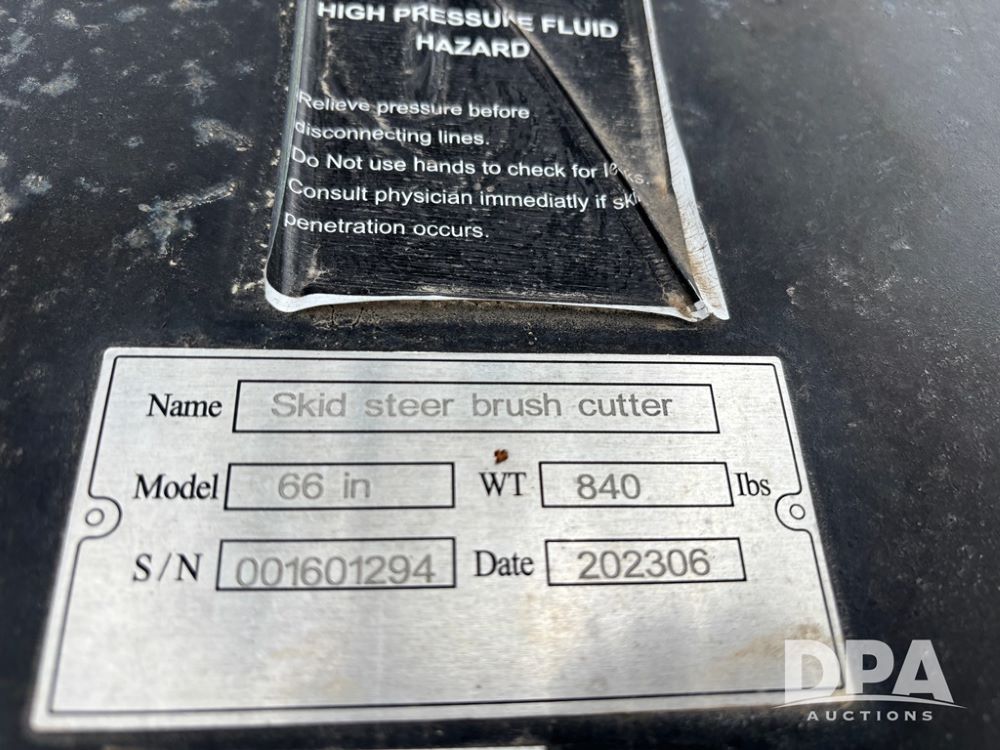 HIGH PRESSURE FLUID
HAZARD
Relieve pressure before
disconnecting lines.
Do Not use hands to check for
Consult physician immediatly if
penetration occurs.
Name Skid steer brush cutter
Model 66 in WT 840 lbs
S/N 001601294 Date 202306
DPA
AUCTIONS